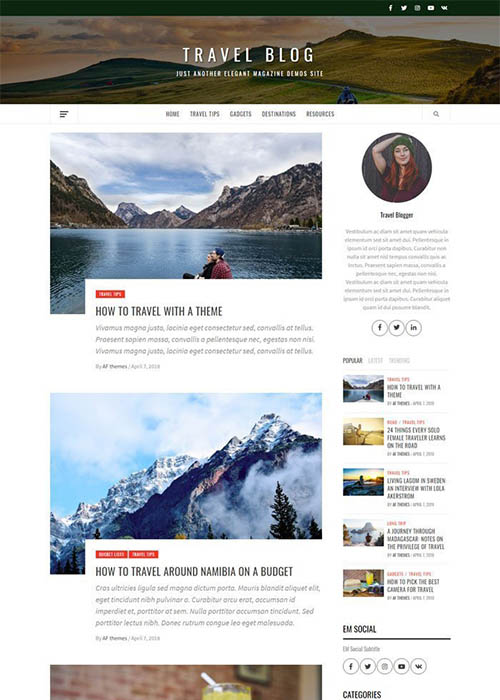 TRAVEL BLOG
JUST ANOTHER ELEGANT MAGAZINE DEMOS SITE
HOME TRAVEL TIPS GADGETS DESTINATIONS RESOURCES
TRAVEL TIPS
HOW TO TRAVEL WITH A THEME
Vivamus magna justo, lacinia eget consectetur sed, convallis at tellus.
Praesent sapien massa, convallis a pellentesque nec, egestas non nisi.
Vestibulum ac diam sit amet quam vehicula elementum sed sit amet dui.
By AF themes / April 7, 2018
GADGET LISTS TRAVEL TIPS
HOW TO TRAVEL AROUND NAMIBIA ON A BUDGET
Cras ultricies ligula sed magna dictum porta. Mauris blandit aliquet elit,
eget tincidunt nibh pulvinar a. Curabitur arcu erat, accumsan id
imperdiet et, porttitor at sem. Nulla porttitor accumsan tincidunt. Sed
porttitor lectus nibh. Donec rutrum congue leo eget malesuada.
By AF themes / April 7, 2018
Travel Blogger
Vestibulum ac diam sit amet quam vehicula
elementum sed sit amet dui. Pellentesque in
ipsum id orci porta dapibus. Curabitur non
nulla sit amet nisl tempus convallis quis ac
lectus. Praesent sapien massa, convallis a
pellentesque nec, egestas non nisi.
Vestibulum ac diam sit amet quam vehicula
elementum sed sit amet dui. Pellentesque in
ipsum id orci porta dapibus. Curabitur aliquet
quam id dui posuere blandit.
POPULAR LATEST TRENDING
TRAVEL TIPS
HOW TO TRAVEL WITH A
THEME
BY AF THEMES / APRIL 7, 2018
ROAD / TRAVEL TIPS
24 THINGS EVERY SOLO
FEMALE TRAVELER LEARNS
ON THE ROAD
BY AF THEMES / APRIL 7, 2018
TRAVEL TIPS
LIVING LAGOM IN SWEDEN:
AN INTERVIEW WITH LOLA
AKERSTROM
BY AF THEMES / APRIL 7, 2018
LONG TRIP
A JOURNEY THROUGH
MADAGASCAR: NOTES ON
THE PRIVILEGE OF TRAVEL
BY AF THEMES / APRIL 7, 2018
GADGETS / TRAVEL TIPS
HOW TO PICK THE BEST
CAMERA FOR TRAVEL
BY AF THEMES / APRIL 7, 2018
EM SOCIAL
EM Social Subtitle
CATEGORIES